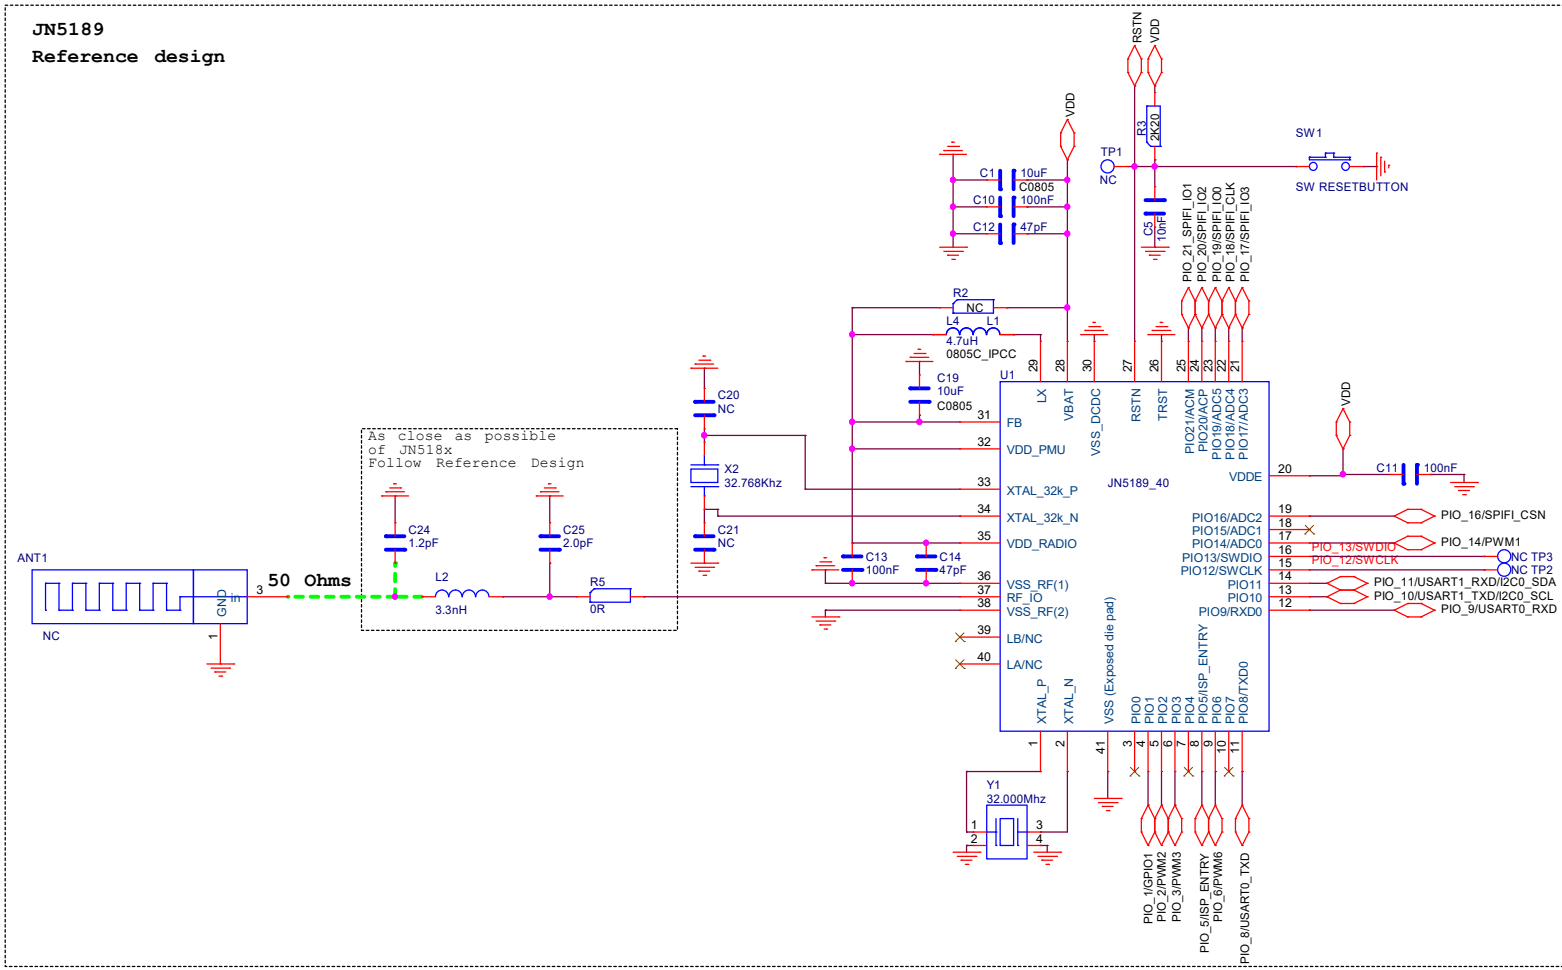 JN5189
Reference design
RSTN
VDD
R3
2K20
TP1
NC
SW1
SW RESETBUTTON
C5
10nF
VDD
C1
10uF
C0805
C10
100nF
C12
47pF
PIO_21_SPIFI_IO1
PIO_20/SPIFI_IO2
PIO_19/SPIFI_IO0
PIO_18/SPIFI_CLK
PIO_17/SPIFI_IO3
R2
NC
L4
L1
4.7uH
0805C_IPCC
29
28
30
27
26
25
24
23
22
21
U1
LX
VBAT
VSS_DCDC
RSTN
TRST
PIO21/ACM
PIO20/ACP
PIO19/ADC5
PIO18/ADC4
PIO17/ADC3
C19
10uF
C0805
C20
NC
X2
32.768Khz
C21
NC
31
FB
32
VDD_PMU
33
XTAL_32k_P
34
XTAL_32k_N
35
VDD_RADIO
36
VSS_RF(1)
37
RF_IO
38
VSS_RF(2)
39
LB/NC
40
LA/NC
JN5189_40
VDD
C11
100nF
VDDE
20
PIO16/ADC2
19
PIO_16/SPIFI_CSN
PIO15/ADC1
18
PIO14/ADC0
17
PIO_14/PWM1
PIO13/SWDIO
16
PIO_13/SWDIO
NC TP3
PIO12/SWCLK
15
PIO_12/SWCLK
NC TP2
PIO11
14
PIO_11/USART1_RXD/I2C0_SDA
PIO10
13
PIO_10/USART1_TXD/I2C0_SCL
PIO9/RXD0
12
PIO_9/USART0_RXD
As close as possible
of JN518x
Follow Reference Design
C24
1.2pF
C25
2.0pF
L2
3.3nH
R5
0R
C13
100nF
C14
47pF
ANT1
50 Ohms
3
in
GND
1
NC
XTAL_P
XTAL_N
VSS (Exposed die pad)
PIO0
PIO1
PIO2
PIO3
PIO4
PIO5/ISP_ENTRY
PIO6
PIO7
PIO8/TXD0
1
2
41
3
4
5
6
7
8
9
10
11
Y1
32.000Mhz
1
2
3
4
PIO_1/GPIO1
PIO_2/PWM2
PIO_3/PWM3
PIO_5/ISP_ENTRY
PIO_6/PWM6
PIO_8/USART0_TXD